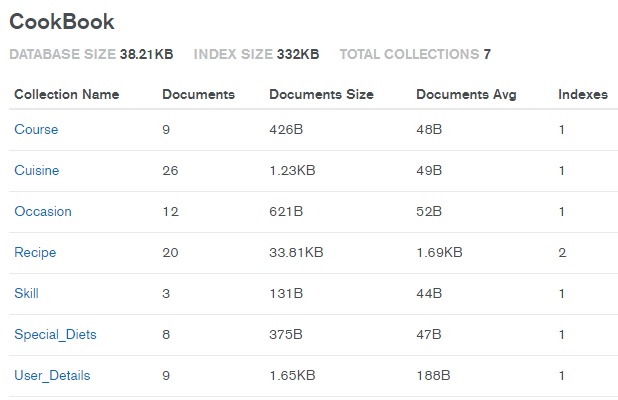 CookBook
DATABASE SIZE 38.21KB INDEX SIZE 332KB TOTAL COLLECTIONS 7
Collection Name Documents Documents Size Documents Avg Indexes
Course 9 426B 48B 1
Cuisine 26 1.23KB 49B 1
Occasion 12 621B 52B 1
Recipe 20 33.81KB 1.69KB 2
Skill 3 131B 44B 1
Special_Diets 8 375B 47B 1
User_Details 9 1.65KB 188B 1